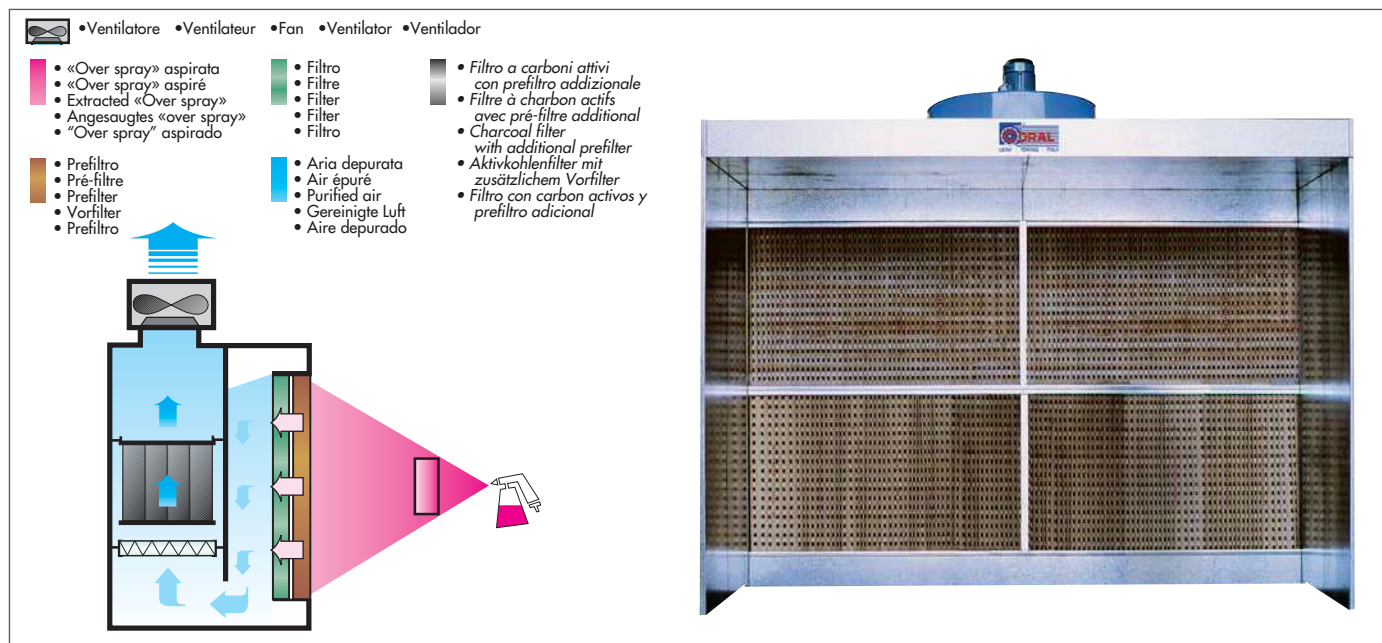 •Ventilatore •Ventilateur •Fan •Ventilator •Ventilador
• «Over spray» aspirata
• «Over spray» aspiré
• Extracted «Over spray»
• Angesaugtes «over spray»
• “Over spray” aspirado
• Filtro
• Filtre
• Filter
• Filter
• Filtro
• Filtro a carboni attivi
con prefiltro addizionale
• Filtre à charbon actifs
avec pré-filtre additional
• Charcoal filter
with additional prefilter
• Aktivkohlenfilter mit
zusätzlichem Vorfilter
• Filtro con carbon activos y
prefiltro adicional
• Prefiltro
• Pré-filtre
• Prefilter
• Vorfilter
• Prefiltro
• Aria depurata
• Air épuré
• Purified air
• Gereinigte Luft
• Aire depurado
CORAL